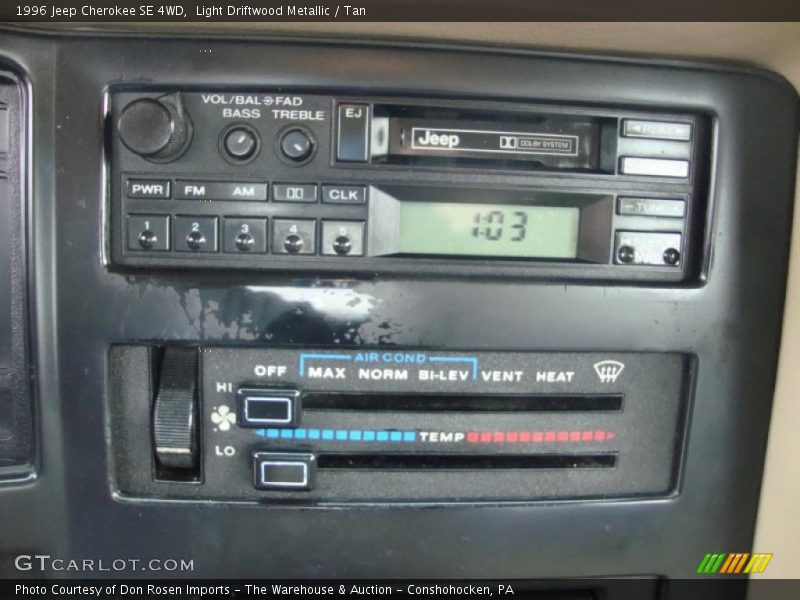 1996 Jeep Cherokee SE 4WD, Light Driftwood Metallic / Tan
VOL/BAL FAD
BASS TREBLE
EJ
Jeep
DOLBY SYSTEM
PWR FM AM CLK
TUNE
1 2 3 4 5
1:03
AIR COND
OFF MAX NORM BI-LEV VENT HEAT
HI
TEMP
LO
GTCARLOT.COM
Photo Courtesy of Don Rosen Imports - The Warehouse & Auction - Conshohocken, PA